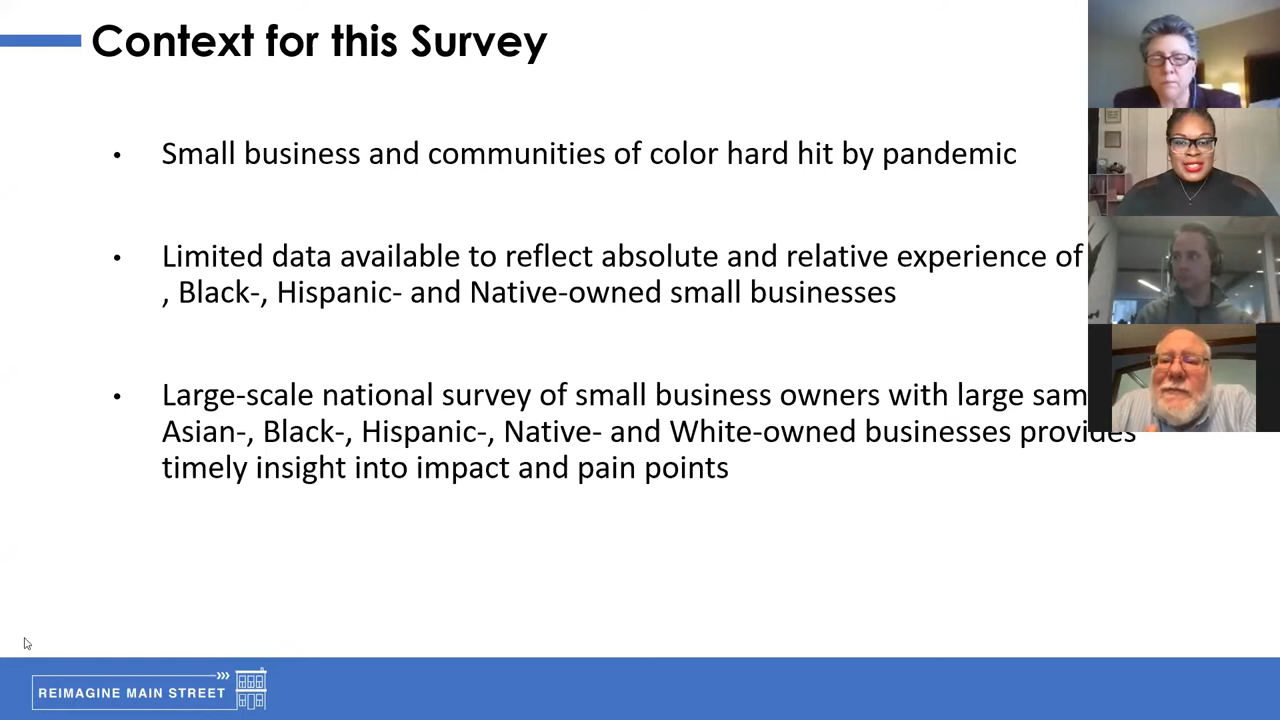 Context for this Survey
• Small business and communities of color hard hit by pandemic
• Limited data available to reflect absolute and relative experience of
, Black-, Hispanic- and Native-owned small businesses
• Large-scale national survey of small business owners with large sam
Asian-, Black-, Hispanic-, Native- and White-owned businesses provides
timely insight into impact and pain points
REIMAGINE MAIN STREET